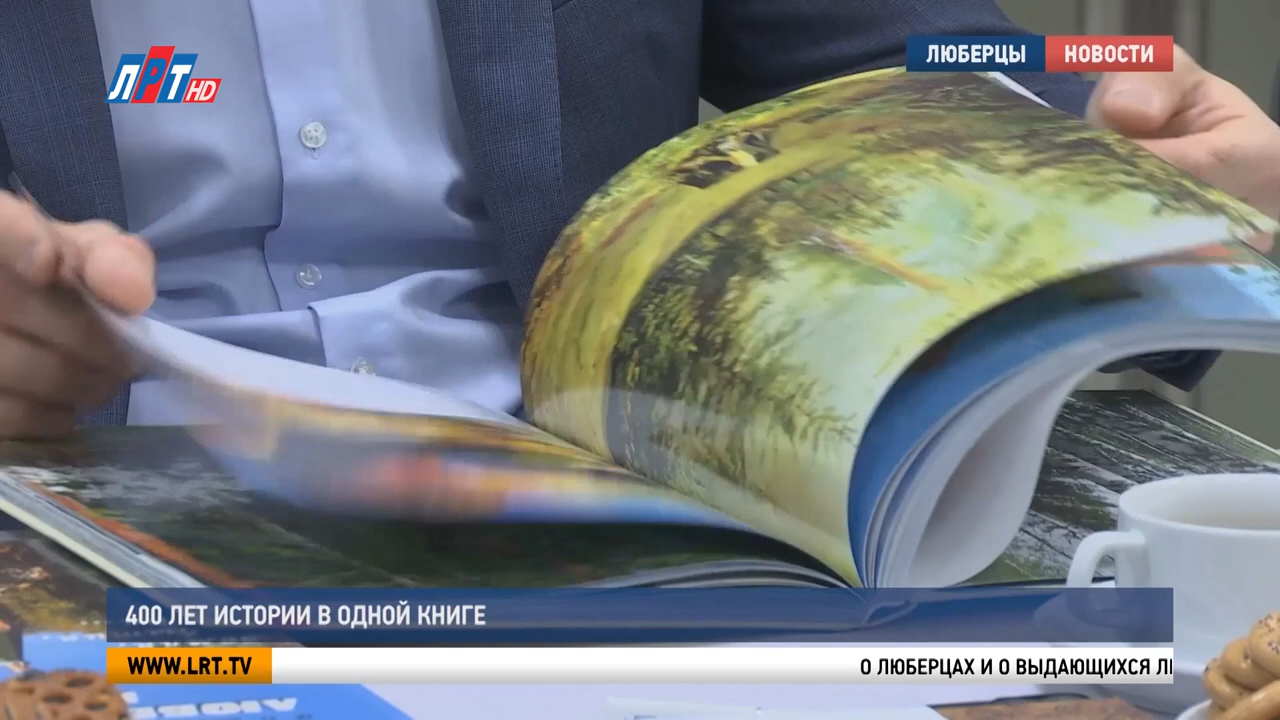 ЛРТ HD
ЛЮБЕРЦЫ НОВОСТИ
400 ЛЕТ ИСТОРИИ В ОДНОЙ КНИГЕ
WWW.LRT.TV
О ЛЮБЕРЦАХ И О ВЫДАЮЩИХСЯ Л